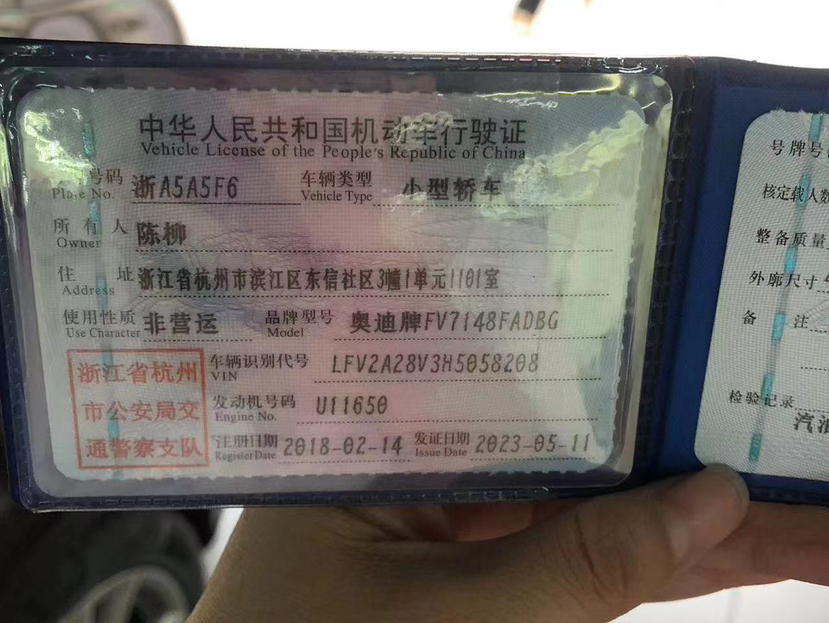 中华人民共和国机动车行驶证
Vehicle License of the People's Republic of China
号码 浙A5A5F6 车辆类型 小型轿车
Plate No. Vehicle Type
所有人 陈柳
Owner
住址 浙江省杭州市滨江区东信社区3幢1单元1101室
Address
使用性质 非营运 品牌型号 奥迪牌FV7148FADBG
Use Character Model
浙江省杭州
市公安局交
通警察支队
车辆识别代号 LFV2A28V3H5058208
VIN
发动机号码 U11650
Engine No.
注册日期 2018-02-14 发证日期 2023-05-11
Register Date Issue Date
号牌号
核定载人数
整备质量
外廓尺寸
备注
检验记录
汽油